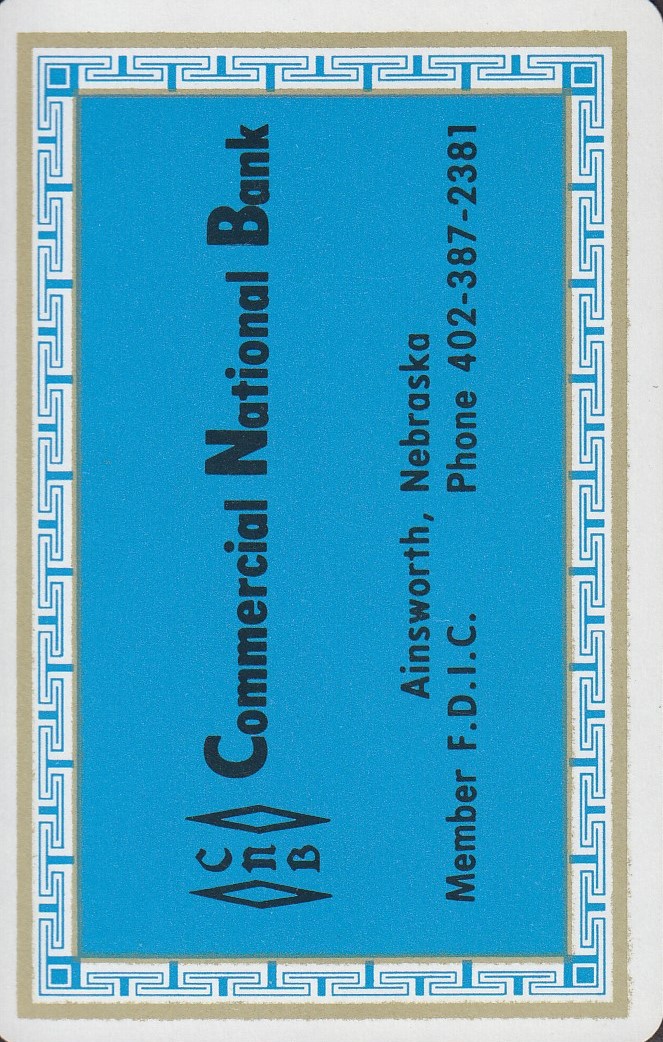 C
n
B
Commercial National Bank
Ainsworth, Nebraska
Member F.D.I.C. Phone 402-387-2381